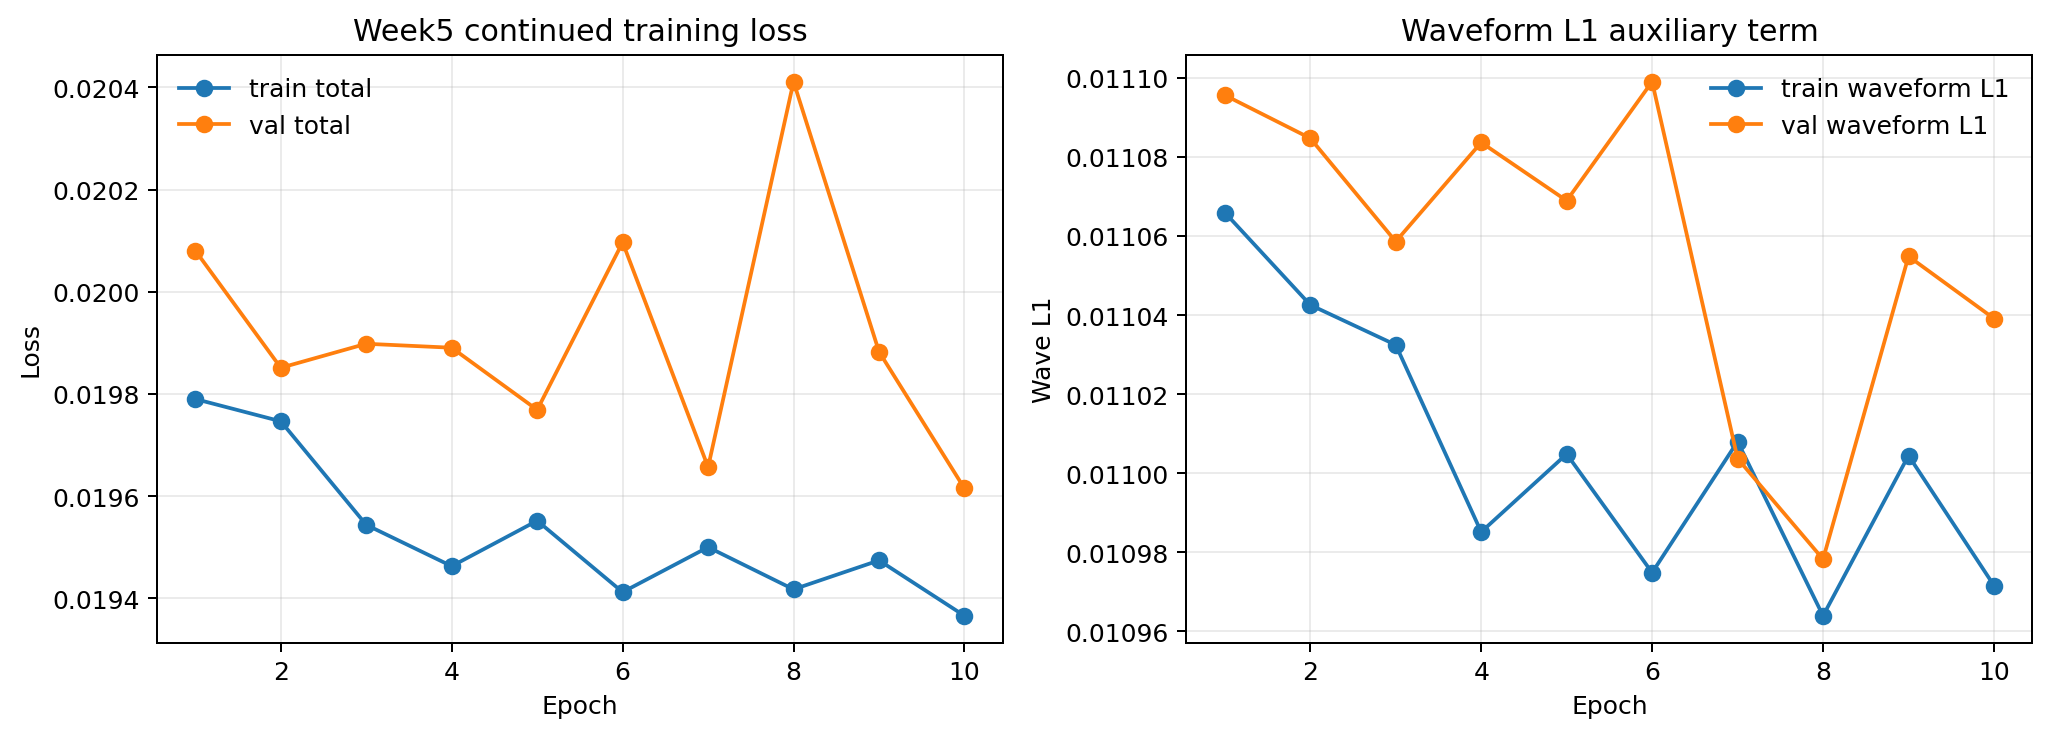 Week5 continued training loss
train total
val total
0.0204
0.0202
0.0200
0.0198
0.0196
0.0194
Loss
2
4
6
8
10
Epoch
Waveform L1 auxiliary term
train waveform L1
val waveform L1
0.01110
0.01108
0.01106
0.01104
0.01102
0.01100
0.01098
0.01096
Wave L1
2
4
6
8
10
Epoch